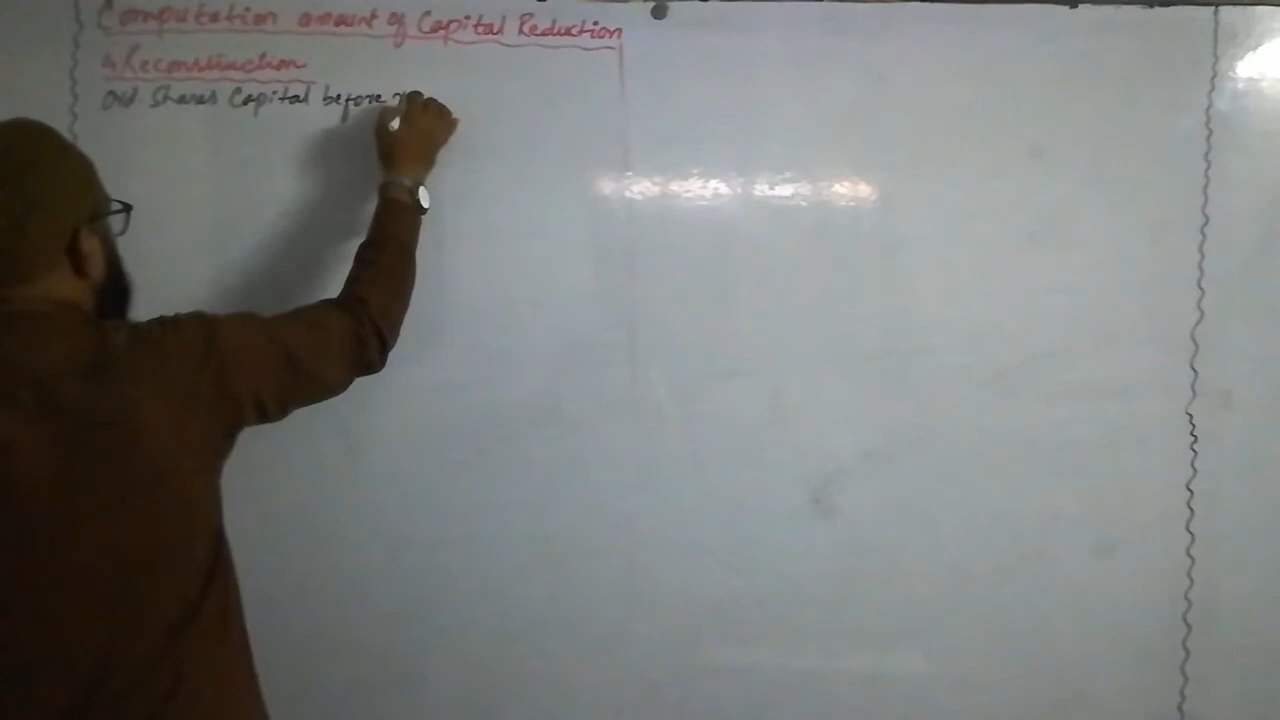 Computation amount of Capital Reduction
& Reconstruction
Old Shares Capital before